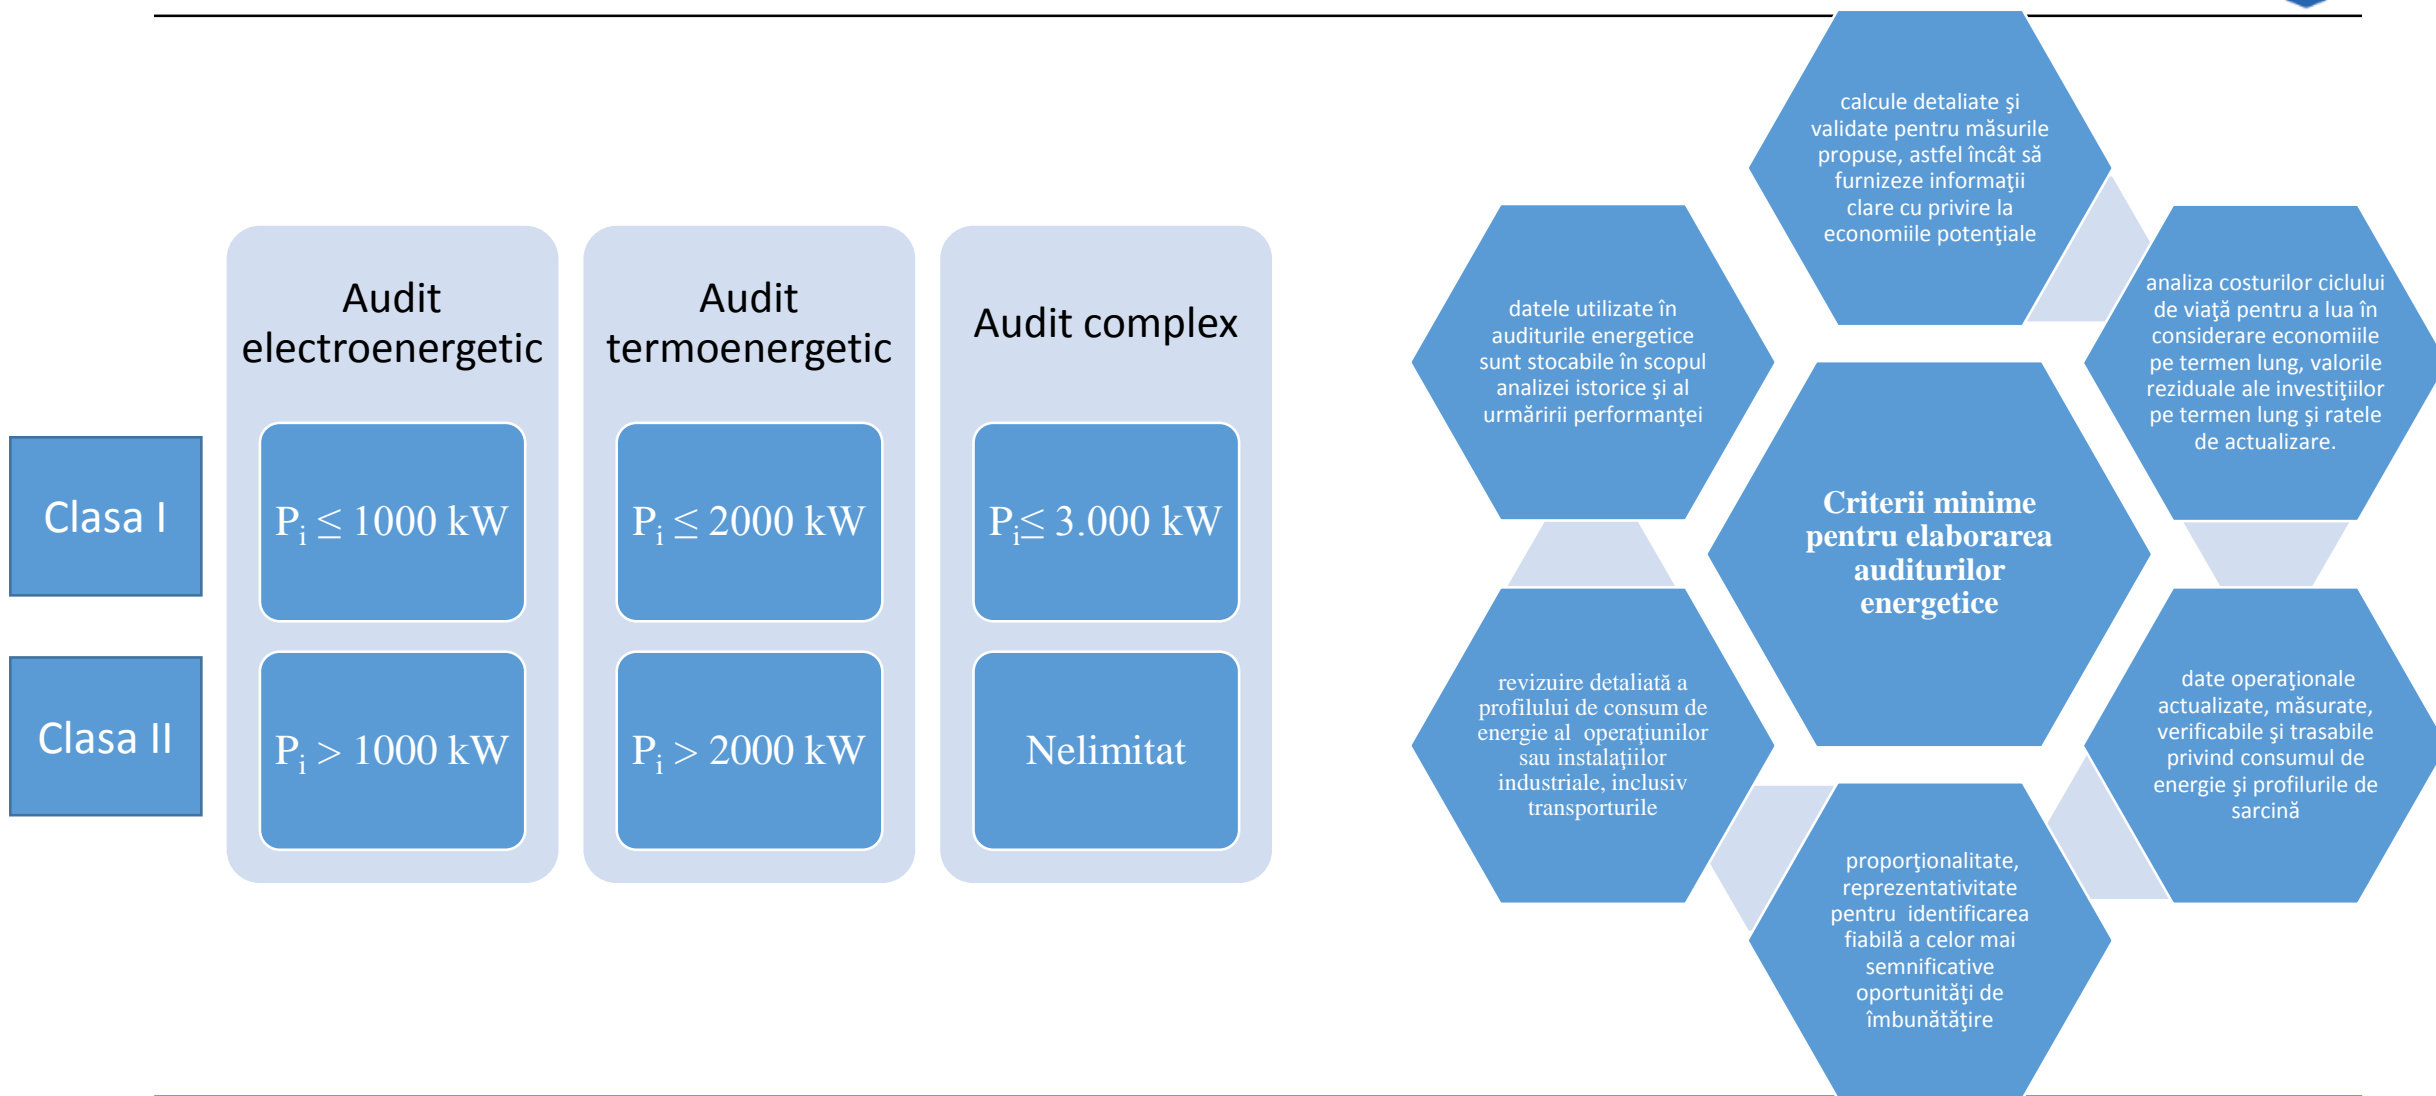 Audit
electroenergetic
Audit
termoenergetic
Audit complex
Clasa I
Pi ≤ 1000 kW
Pi ≤ 2000 kW
Pi≤ 3.000 kW
Clasa II
Pi > 1000 kW
Pi > 2000 kW
Nelimitat
Criterii minime
pentru elaborarea
auditurilor
energetice
calcule detaliate şi
validate pentru măsurile
propuse, astfel încât să
furnizeze informaţii
clare cu privire la
economiile potenţiale
analiza costurilor ciclului
de viaţă pentru a lua în
considerare economiile
pe termen lung, valorile
reziduale ale investiţiilor
pe termen lung şi ratele
de actualizare.
date operaţionale
actualizate, măsurate,
verificabile şi trasabile
privind consumul de
energie şi profilurile de
sarcină
proporţionalitate,
reprezentativitate
pentru identificarea
fiabilă a celor mai
semnificative
oportunităţi de
îmbunătăţire
revizuire detaliată a
profilului de consum de
energie al operaţiunilor
sau instalaţiilor
industriale, inclusiv
transporturile
datele utilizate în
auditurile energetice
sunt stocabile în scopul
analizei istorice şi al
urmăririi performanţei